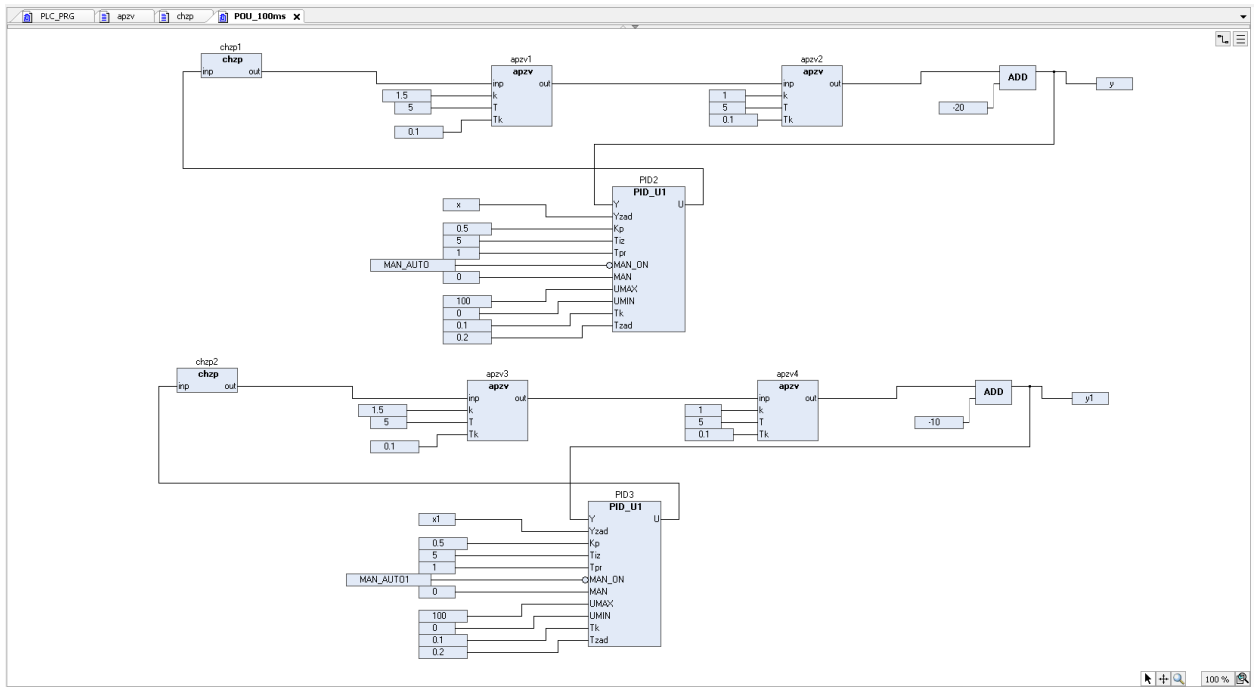 PLC_PRG apzv chzp POU_100ms
chzp1
chzp
inp out
apzv1
apzv
inp out
1.5 k
5 T
0.1 Tk
apzv2
apzv
inp out
1 k
5 T
0.1 Tk
ADD
-20
y
PID2
PID_U1
Y U
x Yzad
0.5 Kp
5 Tiz
1 Tpr
MAN_AUTO MAN_ON
0 MAN
100 UMAX
0 UMIN
0.1 Tk
0.2 Tzad
chzp2
chzp
inp out
apzv3
apzv
inp out
1.5 k
5 T
0.1 Tk
apzv4
apzv
inp out
1 k
5 T
0.1 Tk
ADD
-10
y1
PID3
PID_U1
Y U
x1 Yzad
0.5 Kp
5 Tiz
1 Tpr
MAN_AUTO1 MAN_ON
0 MAN
100 UMAX
0 UMIN
0.1 Tk
0.2 Tzad
100 %